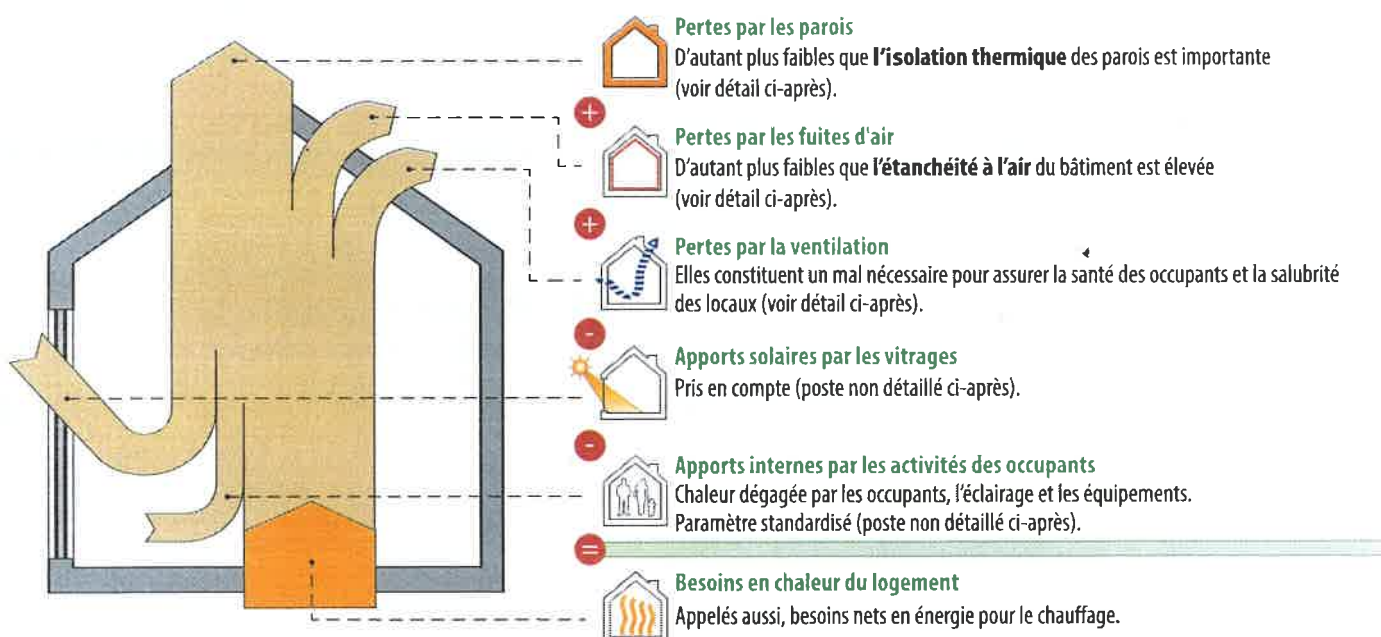 Pertes par les parois
D'autant plus faibles que l'isolation thermique des parois est importante
(voir détail ci-après).
+
Pertes par les fuites d'air
D'autant plus faibles que l'étanchéité à l'air du bâtiment est élevée
(voir détail ci-après).
+
Pertes par la ventilation
Elles constituent un mal nécessaire pour assurer la santé des occupants et la salubrité
des locaux (voir détail ci-après).
-
Apports solaires par les vitrages
Pris en compte (poste non détaillé ci-après).
-
Apports internes par les activités des occupants
Chaleur dégagée par les occupants, l'éclairage et les équipements.
Paramètre standardisé (poste non détaillé ci-après).
=
Besoins en chaleur du logement
Appelés aussi, besoins nets en énergie pour le chauffage.